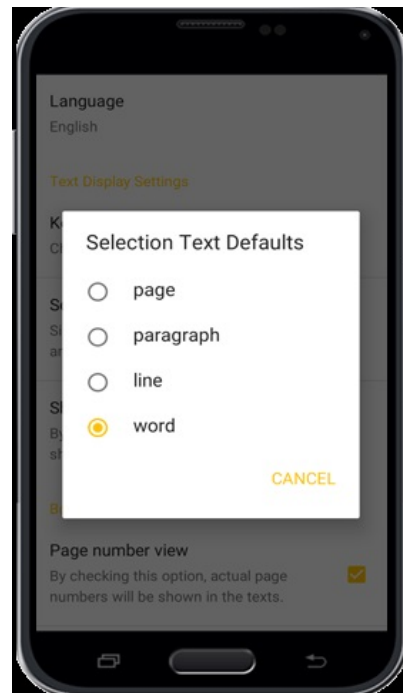 Language
English
Text Display Settings
Selection Text Defaults
page
paragraph
line
word
CANCEL
Page number view
By checking this option, actual page
numbers will be shown in the texts.